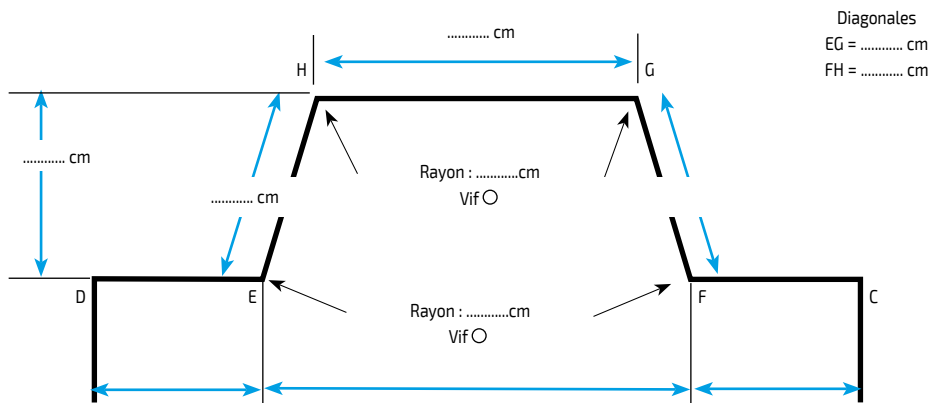 ............ cm
Diagonales
EG = ............ cm
FH = ............ cm
H
G
............ cm
Rayon : ............cm
Vif
............ cm
D
E
F
C
Rayon : ............cm
Vif